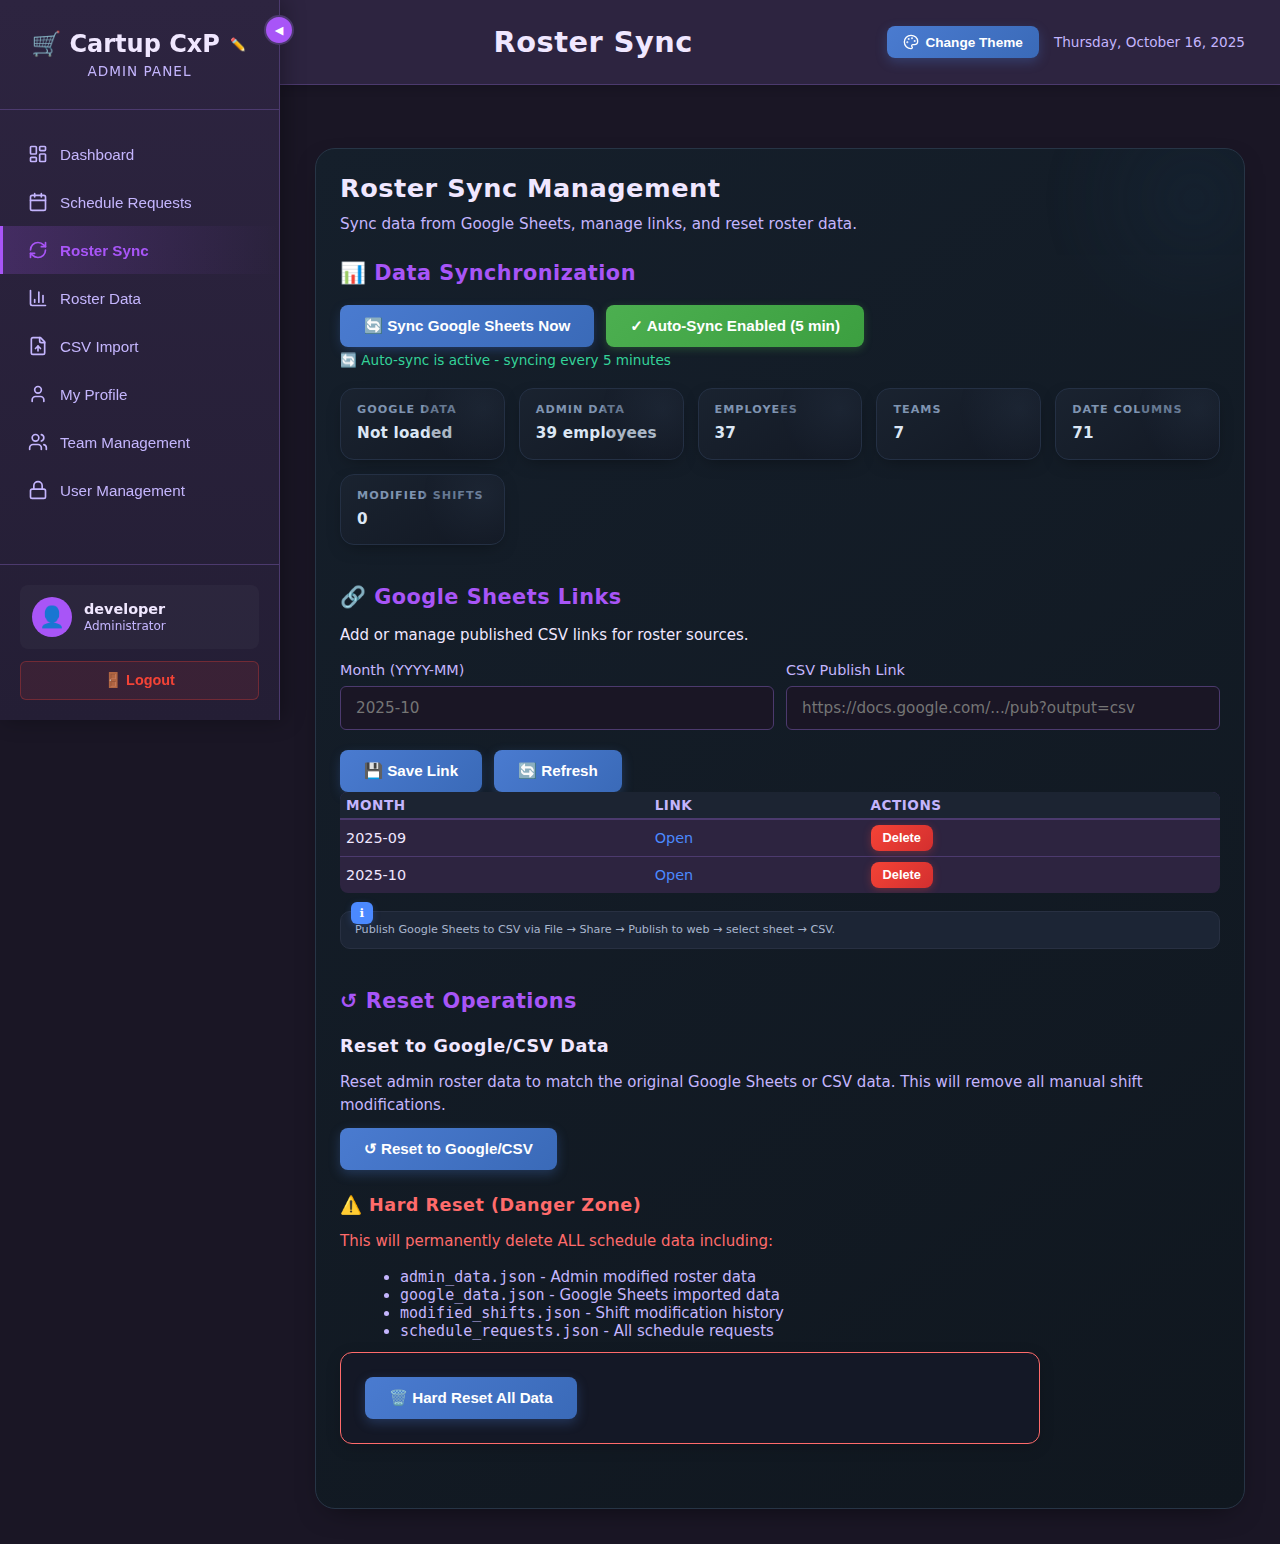 🛒 Cartup CxP ✏️
ADMIN PANEL
◀
Roster Sync
Change Theme
Thursday, October 16, 2025
Dashboard
Schedule Requests
Roster Sync
Roster Data
CSV Import
My Profile
Team Management
User Management
developer
Administrator
🚪 Logout
Roster Sync Management
Sync data from Google Sheets, manage links, and reset roster data.
📊 Data Synchronization
🔄 Sync Google Sheets Now
✓ Auto-Sync Enabled (5 min)
🔄 Auto-sync is active - syncing every 5 minutes
GOOGLE DATA
Not loaded
ADMIN DATA
39 employees
EMPLOYEES
37
TEAMS
7
DATE COLUMNS
71
MODIFIED SHIFTS
0
🔗 Google Sheets Links
Add or manage published CSV links for roster sources.
Month (YYYY-MM)
CSV Publish Link
2025-10
https://docs.google.com/.../pub?output=csv
💾 Save Link
🔄 Refresh
MONTH LINK ACTIONS
2025-09 Open Delete
2025-10 Open Delete
ℹ
Publish Google Sheets to CSV via File → Share → Publish to web → select sheet → CSV.
↺ Reset Operations
Reset to Google/CSV Data
Reset admin roster data to match the original Google Sheets or CSV data. This will remove all manual shift
modifications.
↺ Reset to Google/CSV
⚠️ Hard Reset (Danger Zone)
This will permanently delete ALL schedule data including:
• admin_data.json - Admin modified roster data
• google_data.json - Google Sheets imported data
• modified_shifts.json - Shift modification history
• schedule_requests.json - All schedule requests
🗑️ Hard Reset All Data